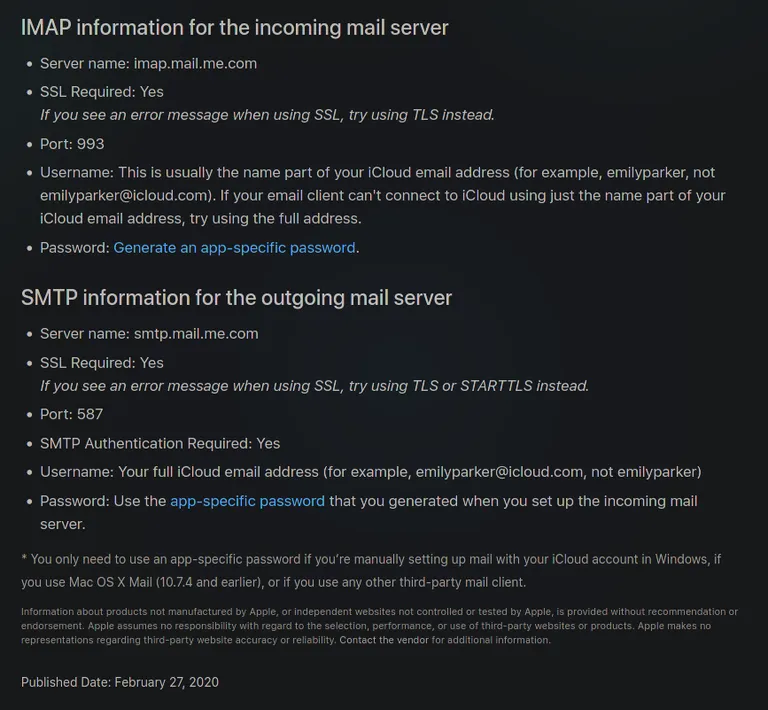 IMAP information for the incoming mail server
• Server name: imap.mail.me.com
• SSL Required: Yes
If you see an error message when using SSL, try using TLS instead.
• Port: 993
• Username: This is usually the name part of your iCloud email address (for example, emilyparker, not
emilyparker@icloud.com). If your email client can't connect to iCloud using just the name part of your
iCloud email address, try using the full address.
• Password: Generate an app-specific password.
SMTP information for the outgoing mail server
• Server name: smtp.mail.me.com
• SSL Required: Yes
If you see an error message when using SSL, try using TLS or STARTTLS instead.
• Port: 587
• SMTP Authentication Required: Yes
• Username: Your full iCloud email address (for example, emilyparker@icloud.com, not emilyparker)
• Password: Use the app-specific password that you generated when you set up the incoming mail
server.
* You only need to use an app-specific password if you're manually setting up mail with your iCloud account in Windows, if
you use Mac OS X Mail (10.7.4 and earlier), or if you use any other third-party mail client.
Information about products not manufactured by Apple, or independent websites not controlled or tested by Apple, is provided without recommendation or
endorsement. Apple assumes no responsibility with regard to the selection, performance, or use of third-party websites or products. Apple makes no
representations regarding third-party website accuracy or reliability. Contact the vendor for additional information.
Published Date: February 27, 2020